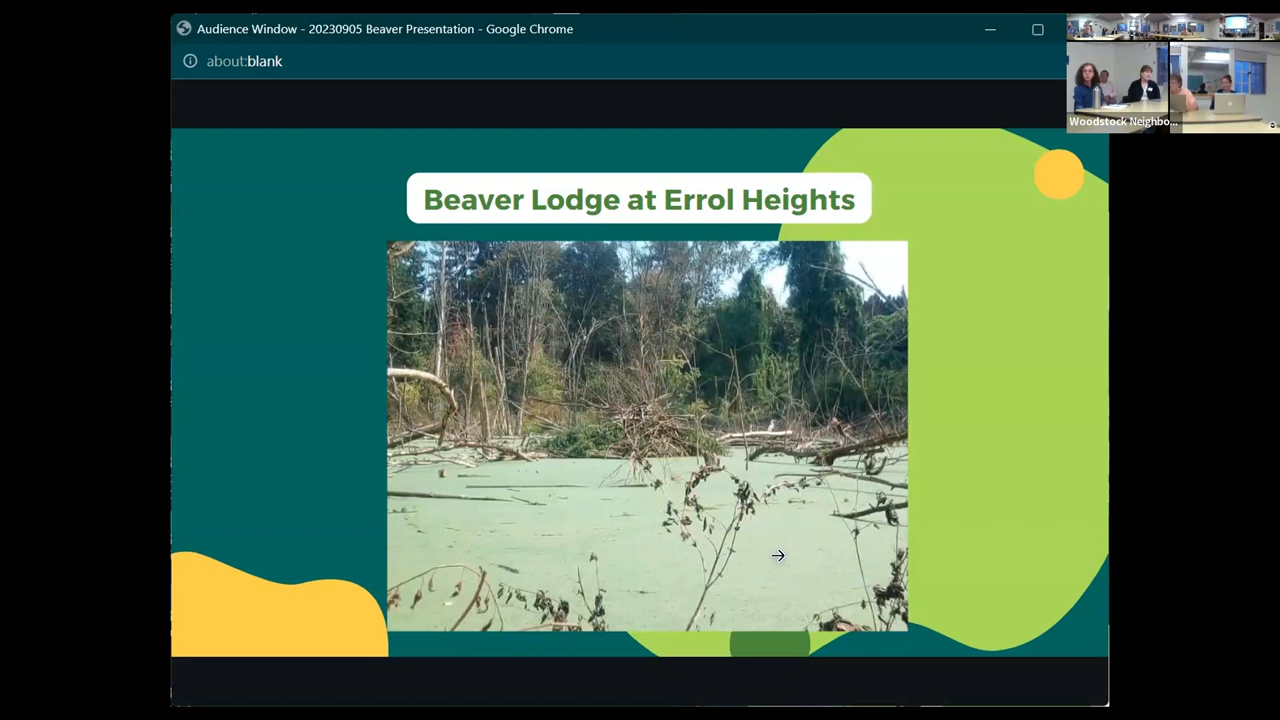 Audience Window - 20230905 Beaver Presentation - Google Chrome
about:blank
Woodstock Neighbo...
Beaver Lodge at Errol Heights